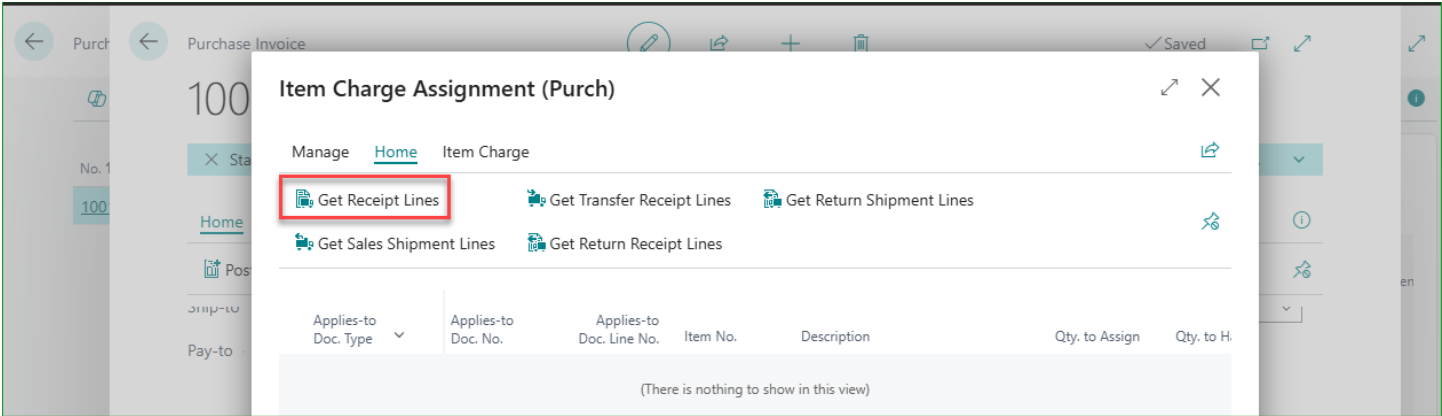 Purch
Purchase Invoice
Saved
100
Item Charge Assignment (Purch)
Manage Home Item Charge
No. 1
Sta
Get Receipt Lines Get Transfer Receipt Lines Get Return Shipment Lines
100
Home
Get Sales Shipment Lines Get Return Receipt Lines
Pos
en
Ship-to
Applies-to Doc. Type
Applies-to Doc. No.
Applies-to Doc. Line No.
Item No.
Description
Qty. to Assign
Qty. to H
Pay-to
(There is nothing to show in this view)